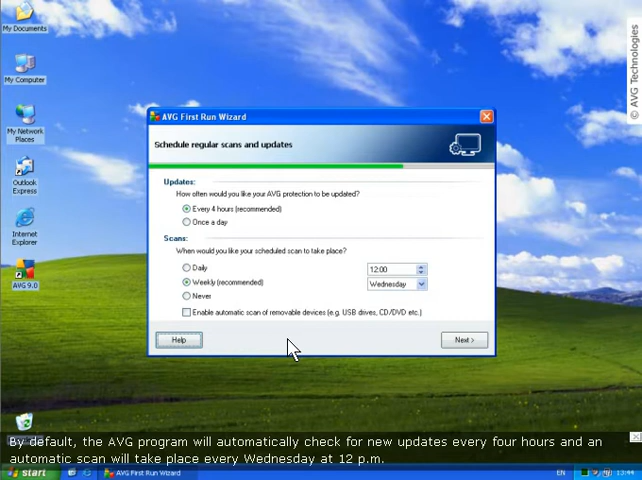 My Documents
© AVG Technologies
My Computer
My Network
Places
Outlook
Express
Internet
Explorer
AVG 9.0
AVG First Run Wizard
Schedule regular scans and updates
Updates:
How often would you like your AVG protection to be updated?
Every 4 hours (recommended)
Once a day
Scans:
When would you like your scheduled scan to take place?
Daily
12:00
Weekly (recommended)
Wednesday
Never
Enable automatic scan of removable devices (e.g. USB drives, CD/DVD etc.)
Help
Next >
By default, the AVG program will automatically check for new updates every four hours and an
automatic scan will take place every Wednesday at 12 p.m.
start
AVG First Run Wizard
EN
13:44